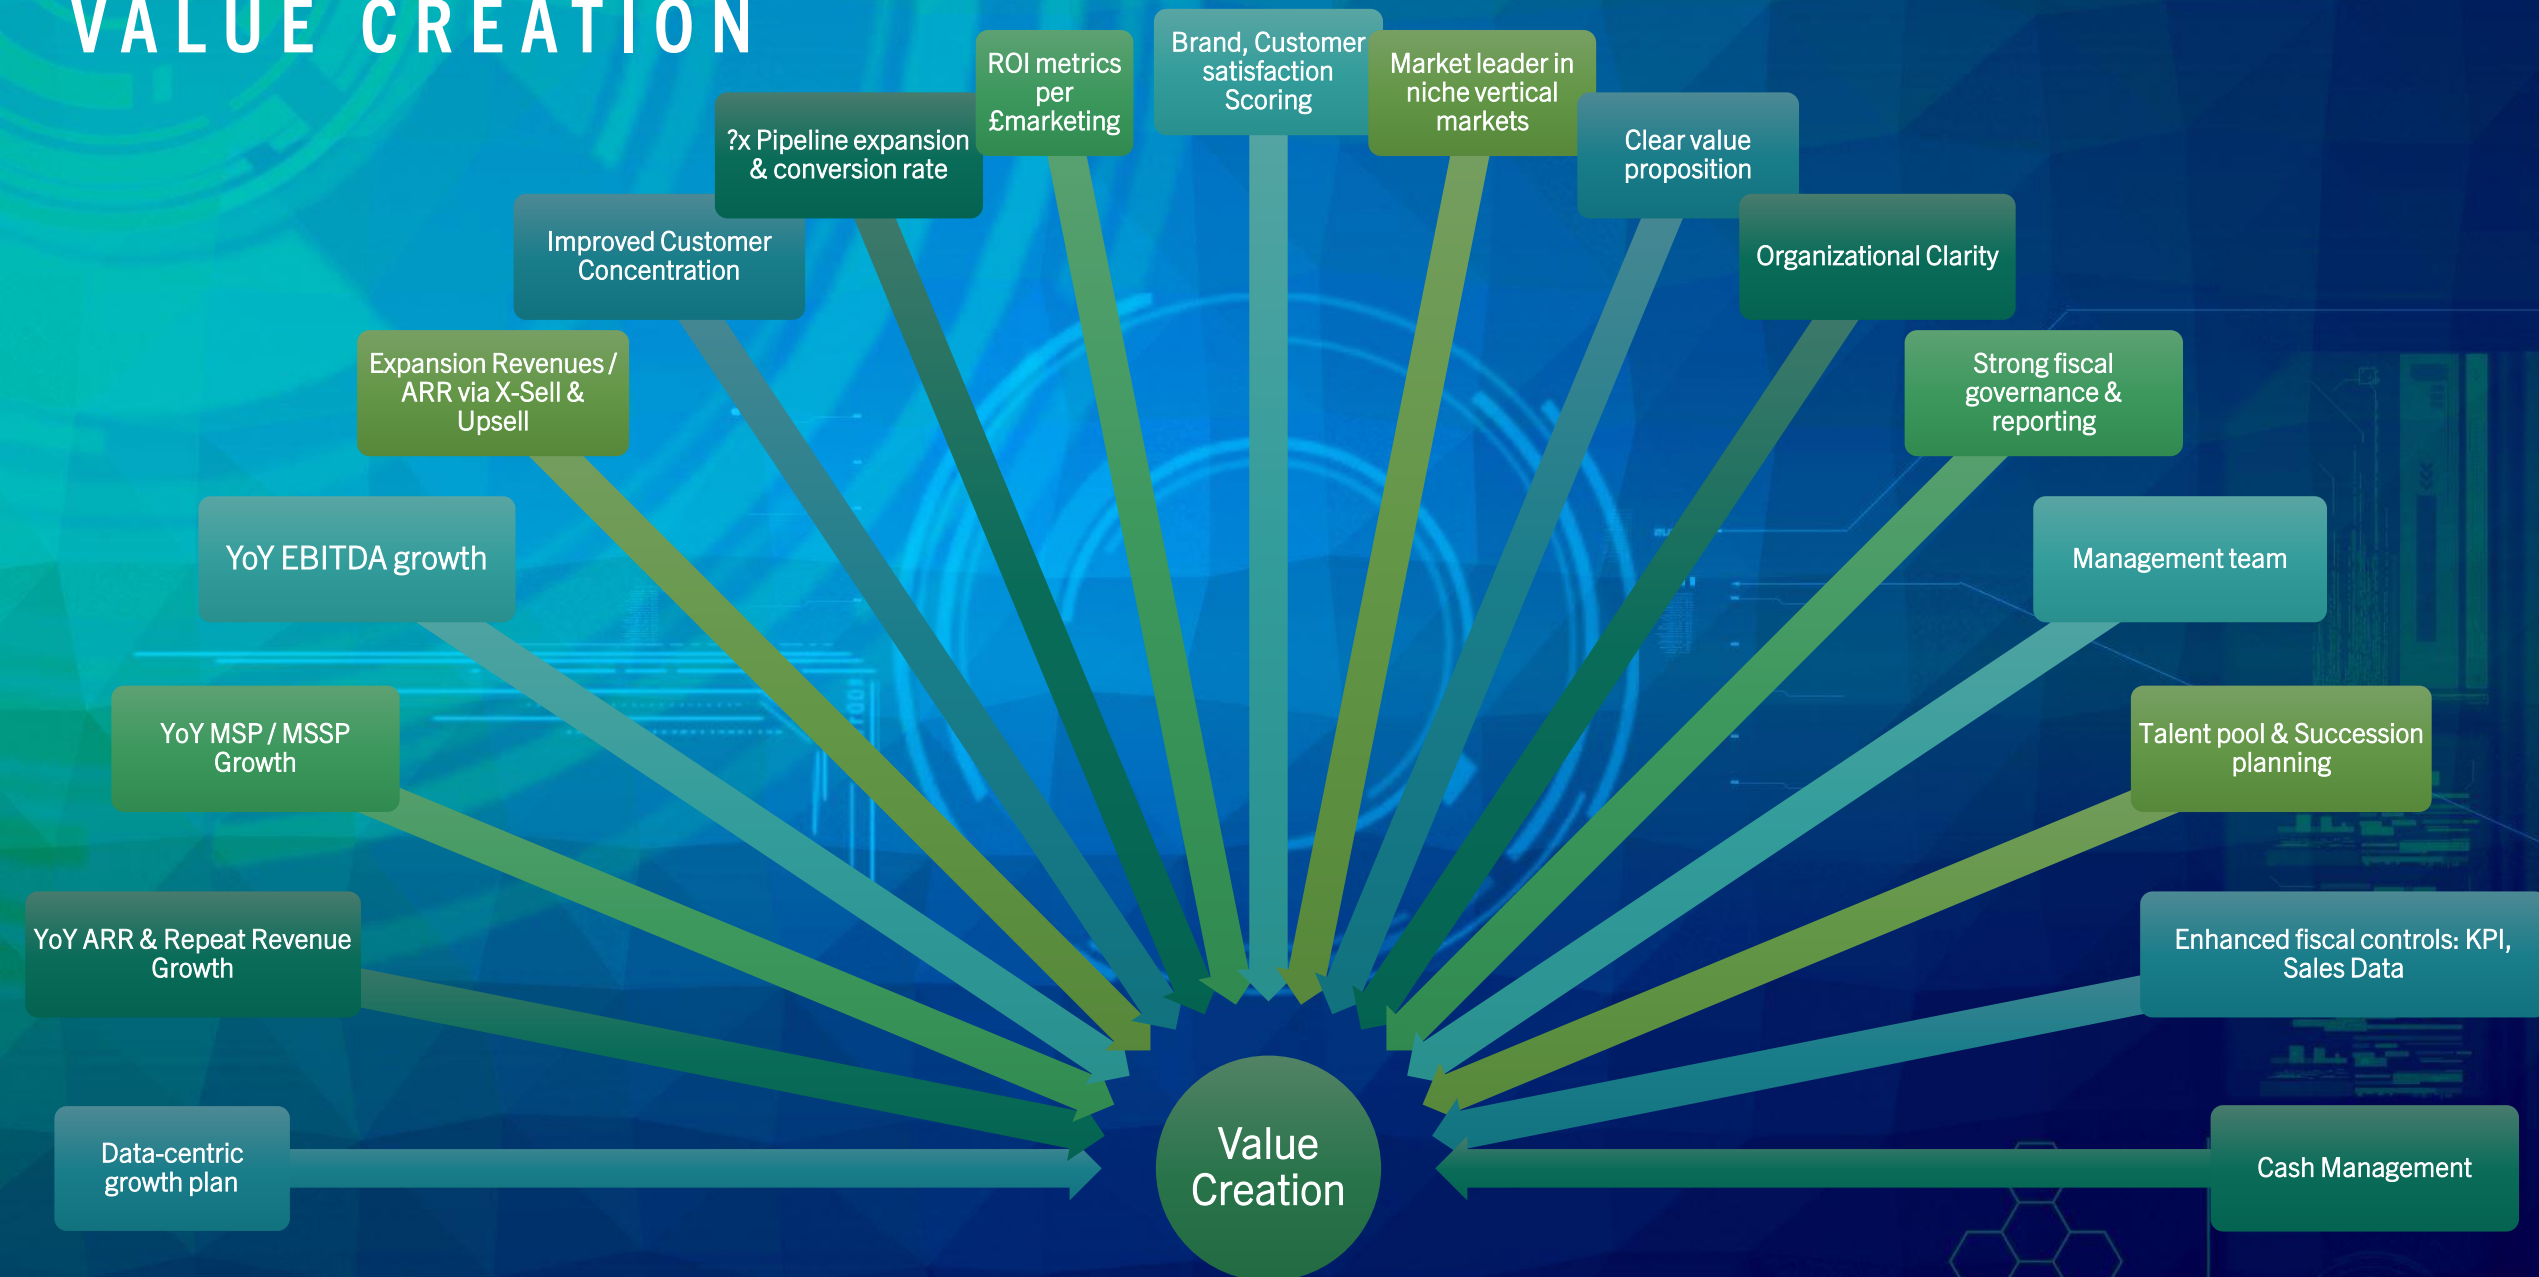 VALUE CREATION
Data-centric
growth plan
YoY ARR & Repeat Revenue
Growth
YoY MSP / MSSP
Growth
YoY EBITDA growth
Expansion Revenues /
ARR via X-Sell &
Upsell
Improved Customer
Concentration
?x Pipeline expansion
& conversion rate
ROI metrics
per
£marketing
Brand, Customer
satisfaction
Scoring
Market leader in
niche vertical
markets
Clear value
proposition
Organizational Clarity
Strong fiscal
governance &
reporting
Management team
Talent pool & Succession
planning
Enhanced fiscal controls: KPI,
Sales Data
Cash Management
Value
Creation